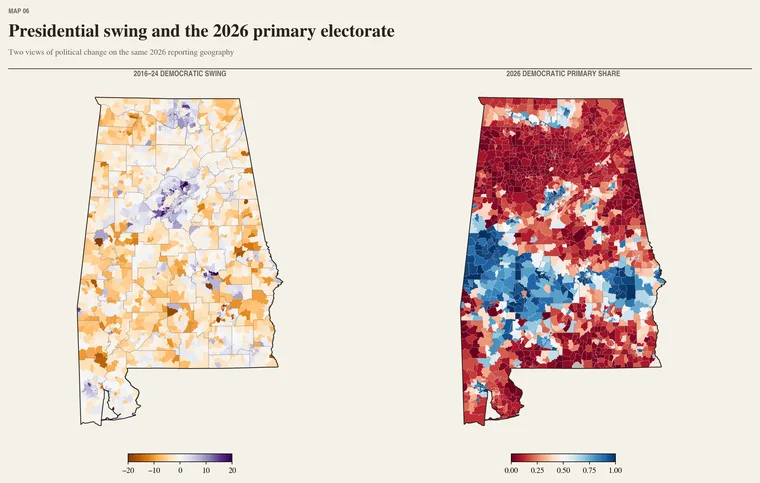 MAP 06
Presidential swing and the 2026 primary electorate
Two views of political change on the same 2026 reporting geography
2016–24 DEMOCRATIC SWING
2026 DEMOCRATIC PRIMARY SHARE
−20 −10 0 10 20
0.00 0.25 0.50 0.75 1.00